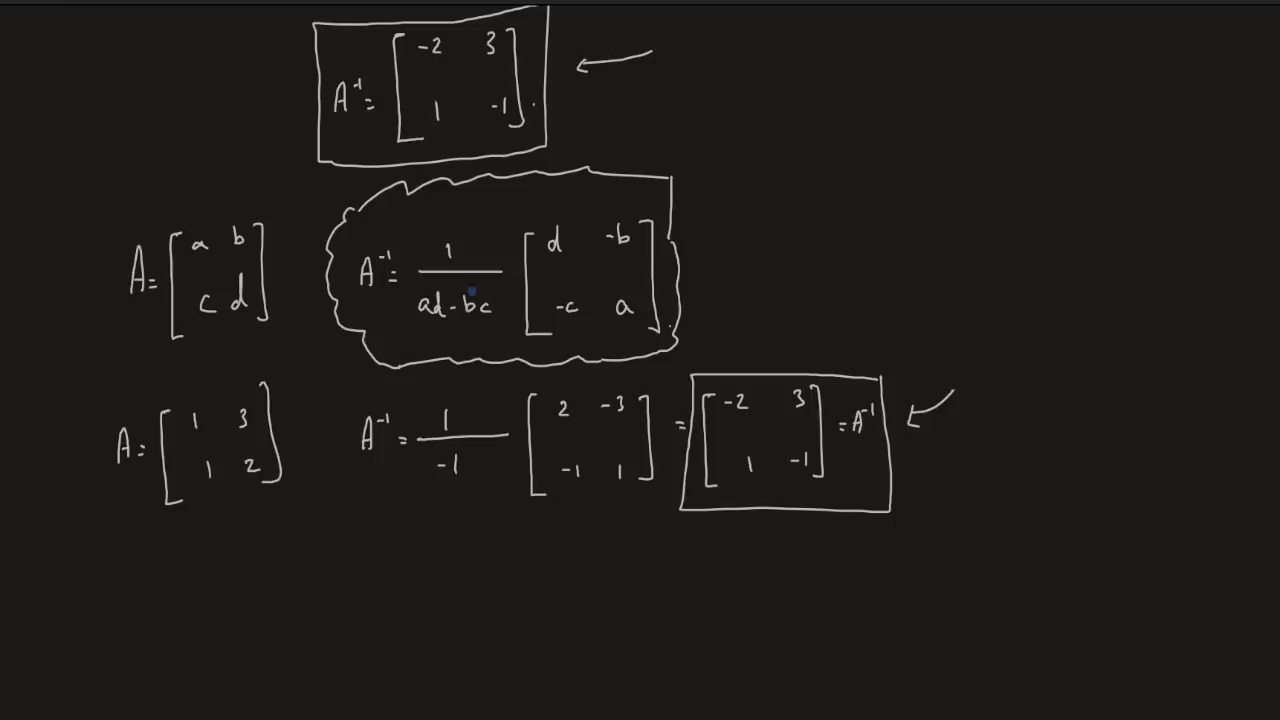 A⁻¹ = [ -2 3
1 -1 ].
A = [ a b
c d ]
A⁻¹ = 1/(ad-bc) [ d -b
-c a ].
A = [ 1 3
1 2 ]
A⁻¹ = 1/-1 [ 2 -3
-1 1 ] = [ -2 3
1 -1 ] = A⁻¹